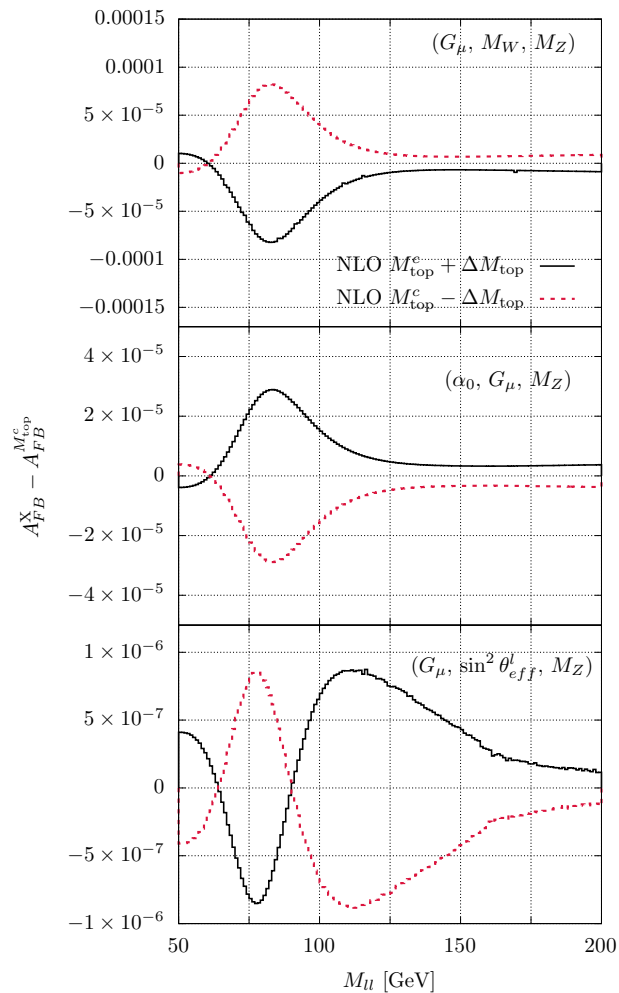 0.00015
0.0001
5 × 10⁻⁵
0
−5 × 10⁻⁵
−0.0001
−0.00015
(G_μ, M_W, M_Z)
NLO M^c_top + ΔM_top
NLO M^c_top − ΔM_top
4 × 10⁻⁵
2 × 10⁻⁵
0
−2 × 10⁻⁵
−4 × 10⁻⁵
(α₀, G_μ, M_Z)
A^X_FB − A^{M^c_top}_FB
1 × 10⁻⁶
5 × 10⁻⁷
0
−5 × 10⁻⁷
−1 × 10⁻⁶
(G_μ, sin² θ^l_eff, M_Z)
50 100 150 200
M_ll [GeV]